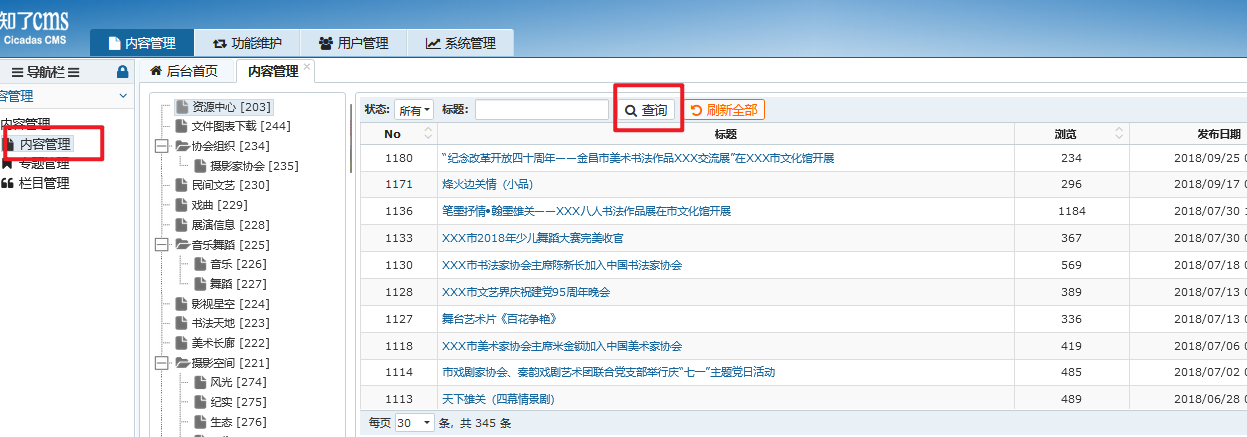 知了cms
Cicadas CMS
内容管理 功能维护 用户管理 系统管理
导航栏
后台首页 内容管理
容管理
内容管理
内容管理
专题管理
栏目管理
资源中心 [203]
文件图表下载 [244]
协会组织 [234]
摄影家协会 [235]
民间文艺 [230]
戏曲 [229]
展演信息 [228]
音乐舞蹈 [225]
音乐 [226]
舞蹈 [227]
影视星空 [224]
书法天地 [223]
美术长廊 [222]
摄影空间 [221]
风光 [274]
纪实 [275]
生态 [276]
状态: 所有 标题: 查询 刷新全部
No 标题 浏览 发布日期
1180 “纪念改革开放四十周年——金昌市美术书法作品XXX交流展”在XXX市文化馆开展 234 2018/09/25
1171 烽火边关情（小品） 296 2018/09/17
1136 笔墨抒情•翰墨雄关——XXX八人书法作品展在市文化馆开展 1184 2018/07/30
1133 XXX市2018年少儿舞蹈大赛完美收官 367 2018/07/30
1130 XXX市书法家协会主席陈新长加入中国书法家协会 569 2018/07/18
1128 XXX市文艺界庆祝建党95周年晚会 389 2018/07/13
1127 舞台艺术片《百花争艳》 336 2018/07/13
1118 XXX市美术家协会主席米金锁加入中国美术家协会 419 2018/07/06
1114 市戏剧家协会、秦韵戏剧艺术团联合党支部举行庆“七一”主题党日活动 485 2018/07/02
1113 天下雄关（四幕情景剧） 489 2018/06/28
每页 30 条, 共 345 条